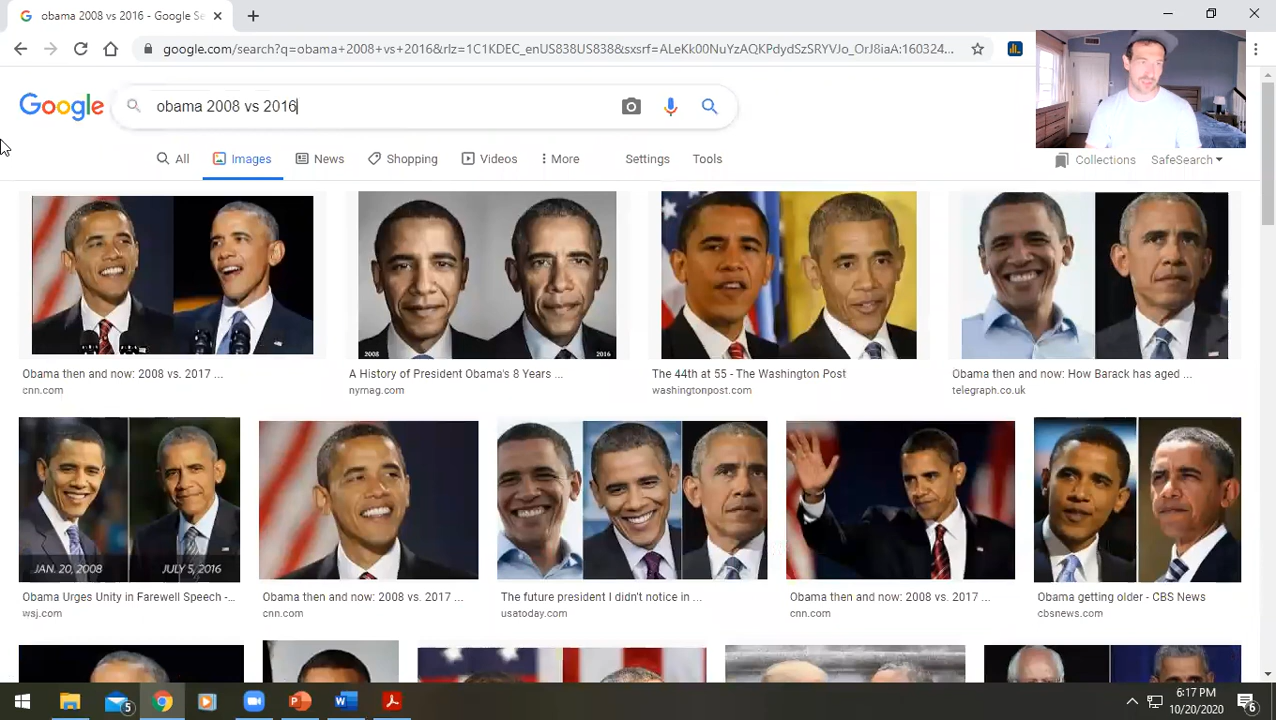 obama 2008 vs 2016 - Google Se
google.com/search?q=obama+2008+vs+2016&rlz=1C1KDEC_enUS838US838&sxsrf=ALeKk00NuYzAQKPdydSzSRWJo_OrJ8iaA:160324...
Google
obama 2008 vs 2016
All
Images
News
Shopping
Videos
More
Settings
Tools
Collections
SafeSearch
2008
2016
Obama then and now: 2008 vs. 2017 ...
cnn.com
A History of President Obama's 8 Years ...
nymag.com
The 44th at 55 - The Washington Post
washingtonpost.com
Obama then and now: How Barack has aged ...
telegraph.co.uk
JAN. 20, 2008
JULY 5, 2016
Obama Urges Unity in Farewell Speech -...
wsj.com
Obama then and now: 2008 vs. 2017 ...
cnn.com
The future president I didn't notice in ...
usatoday.com
Obama then and now: 2008 vs. 2017 ...
cnn.com
Obama getting older - CBS News
cbsnews.com
5
6:17 PM
10/20/2020
6